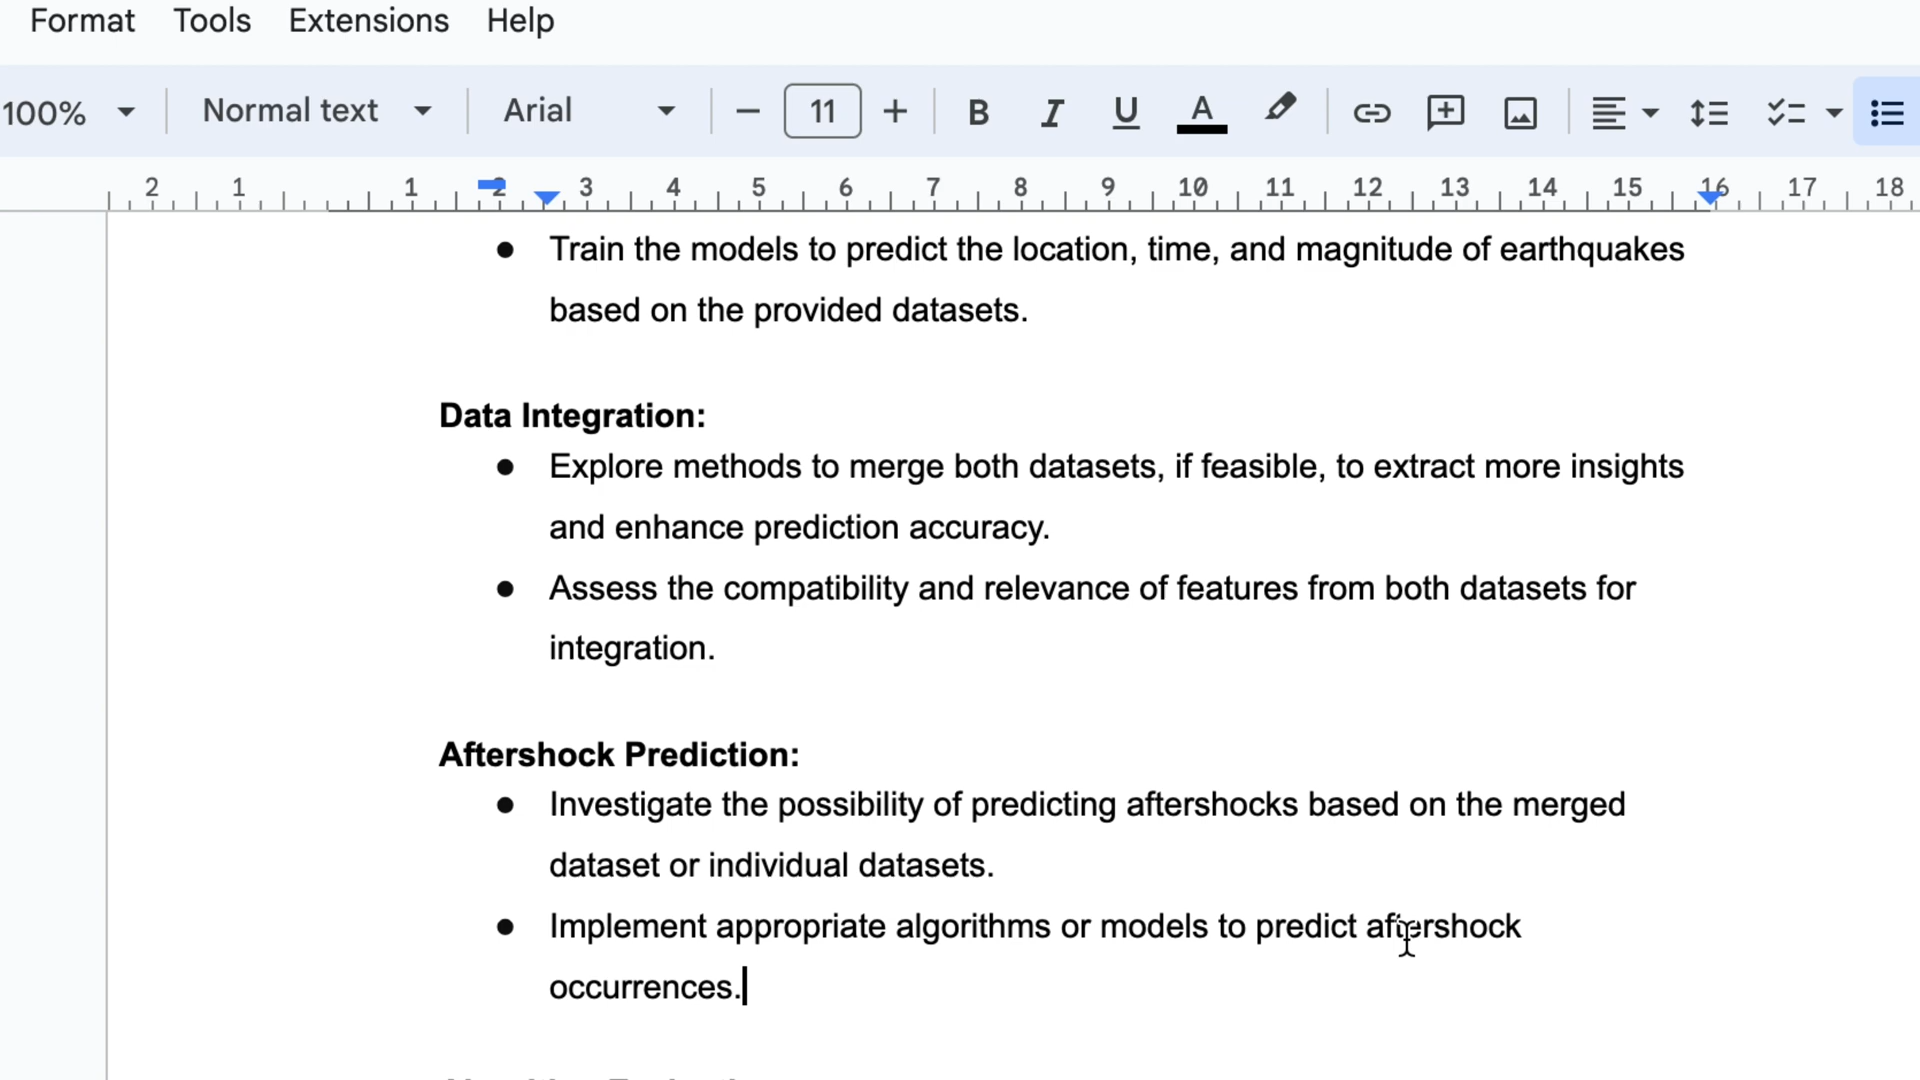 Format Tools Extensions Help
100% Normal text Arial 11 B I U A
2 1 1 2 3 4 5 6 7 8 9 10 11 12 13 14 15 16 17 18
● Train the models to predict the location, time, and magnitude of earthquakes
based on the provided datasets.
Data Integration:
● Explore methods to merge both datasets, if feasible, to extract more insights
and enhance prediction accuracy.
● Assess the compatibility and relevance of features from both datasets for
integration.
Aftershock Prediction:
● Investigate the possibility of predicting aftershocks based on the merged
dataset or individual datasets.
● Implement appropriate algorithms or models to predict aftershock
occurrences.